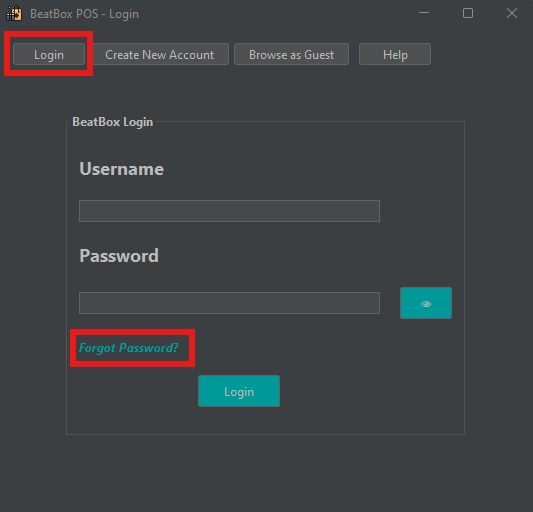 BeatBox POS - Login
Login Create New Account Browse as Guest Help
BeatBox Login
Username
Password
Forgot Password?
Login